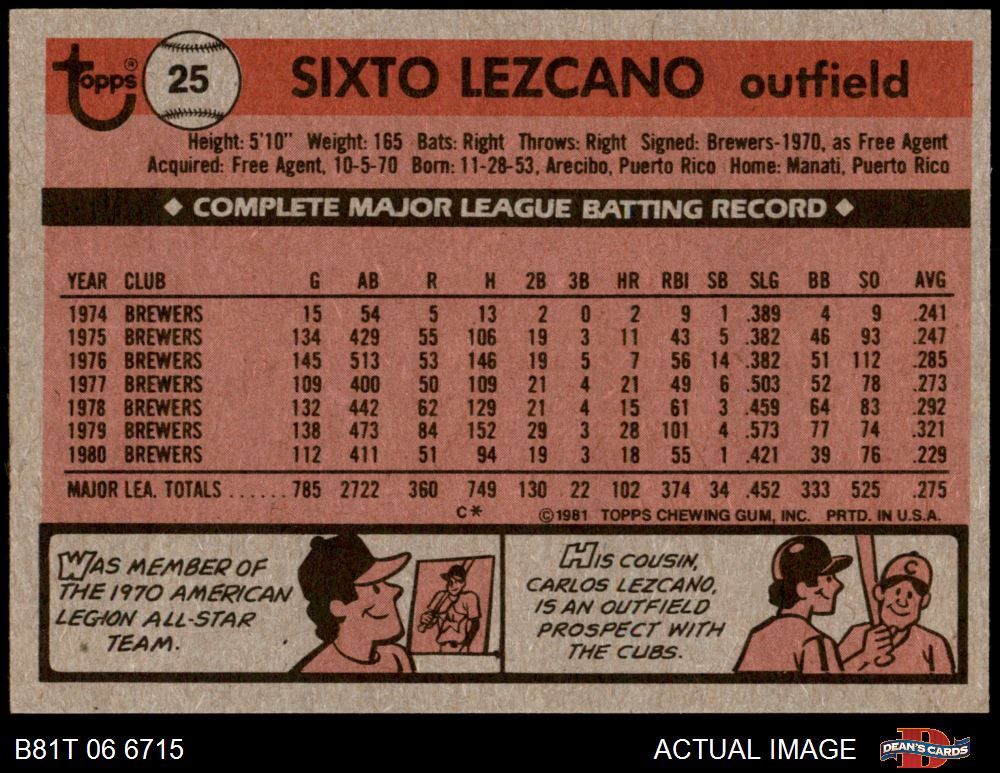 topps® 25 SIXTO LEZCANO outfield
Height: 5'10" Weight: 165 Bats: Right Throws: Right Signed: Brewers-1970, as Free Agent
Acquired: Free Agent, 10-5-70 Born: 11-28-53, Arecibo, Puerto Rico Home: Manati, Puerto Rico
◆ COMPLETE MAJOR LEAGUE BATTING RECORD ◆
YEAR CLUB G AB R H 2B 3B HR RBI SB SLG BB SO AVG
1974 BREWERS 15 54 5 13 2 0 2 9 1 .389 4 9 .241
1975 BREWERS 134 429 55 106 19 3 11 43 5 .382 46 93 .247
1976 BREWERS 145 513 53 146 19 5 7 56 14 .382 51 112 .285
1977 BREWERS 109 400 50 109 21 4 21 49 6 .503 52 78 .273
1978 BREWERS 132 442 62 129 21 4 15 61 3 .459 64 83 .292
1979 BREWERS 138 473 84 152 29 3 28 101 4 .573 77 74 .321
1980 BREWERS 112 411 51 94 19 3 18 55 1 .421 39 76 .229
MAJOR LEA. TOTALS ...... 785 2722 360 749 130 22 102 374 34 .452 333 525 .275
C* ©1981 TOPPS CHEWING GUM, INC. PRTD. IN U.S.A.
WAS MEMBER OF
THE 1970 AMERICAN
LEGION ALL-STAR
TEAM.
HIS COUSIN,
CARLOS LEZCANO,
IS AN OUTFIELD
PROSPECT WITH
THE CUBS.
C
B81T 06 6715 ACTUAL IMAGE DEAN'S CARDS